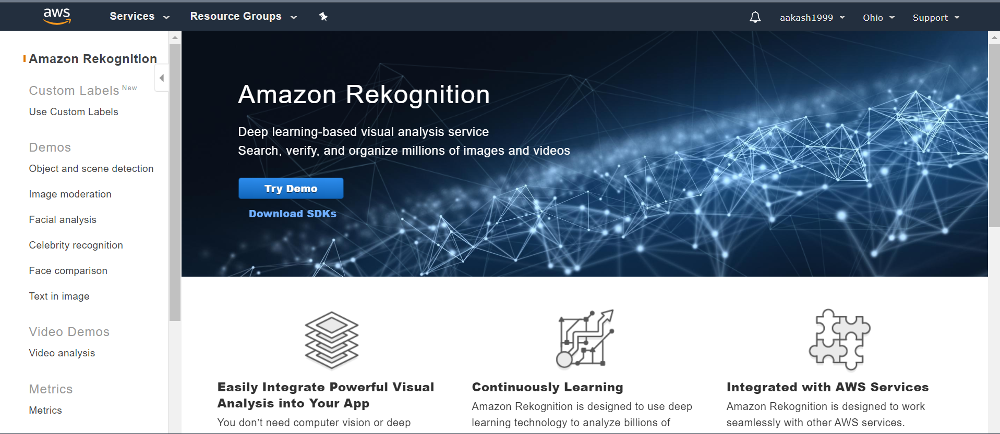 aws Services Resource Groups aakash1999 Ohio Support
Amazon Rekognition
Custom Labels New
Use Custom Labels
Demos
Object and scene detection
Image moderation
Facial analysis
Celebrity recognition
Face comparison
Text in image
Video Demos
Video analysis
Metrics
Metrics
Amazon Rekognition
Deep learning-based visual analysis service
Search, verify, and organize millions of images and videos
Try Demo
Download SDKs
Easily Integrate Powerful Visual
Analysis into Your App
You don’t need computer vision or deep
Continuously Learning
Amazon Rekognition is designed to use deep
learning technology to analyze billions of
Integrated with AWS Services
Amazon Rekognition is designed to work
seamlessly with other AWS services.